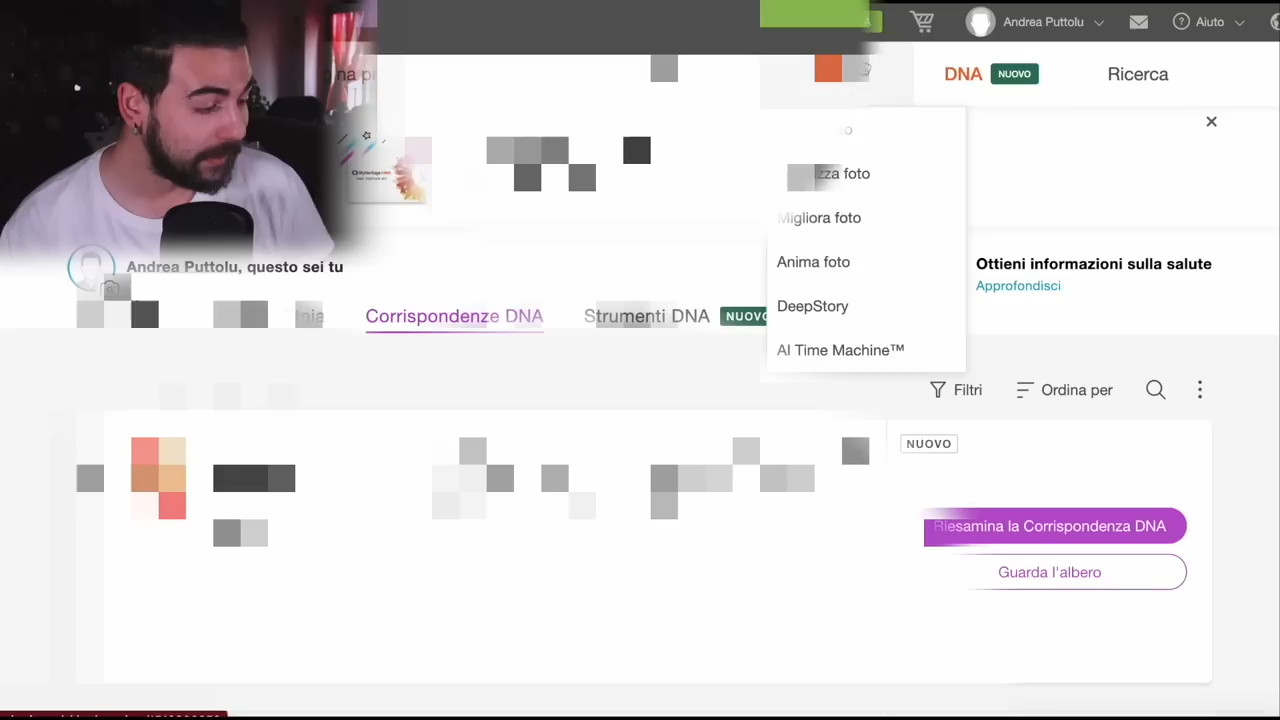 Andrea Puttolu
Aiuto
DNA NUOVO Ricerca
foto
MyHeritage DNA
Migliora foto
Anima foto
DeepStory
AI Time Machine™
Andrea Puttolu, questo sei tu
Ottieni informazioni sulla salute
Approfondisci
Corrispondenze DNA
Strumenti DNA
NUOVO
Filtri
Ordina per
NUOVO
Riesamina la Corrispondenza DNA
Guarda l'albero